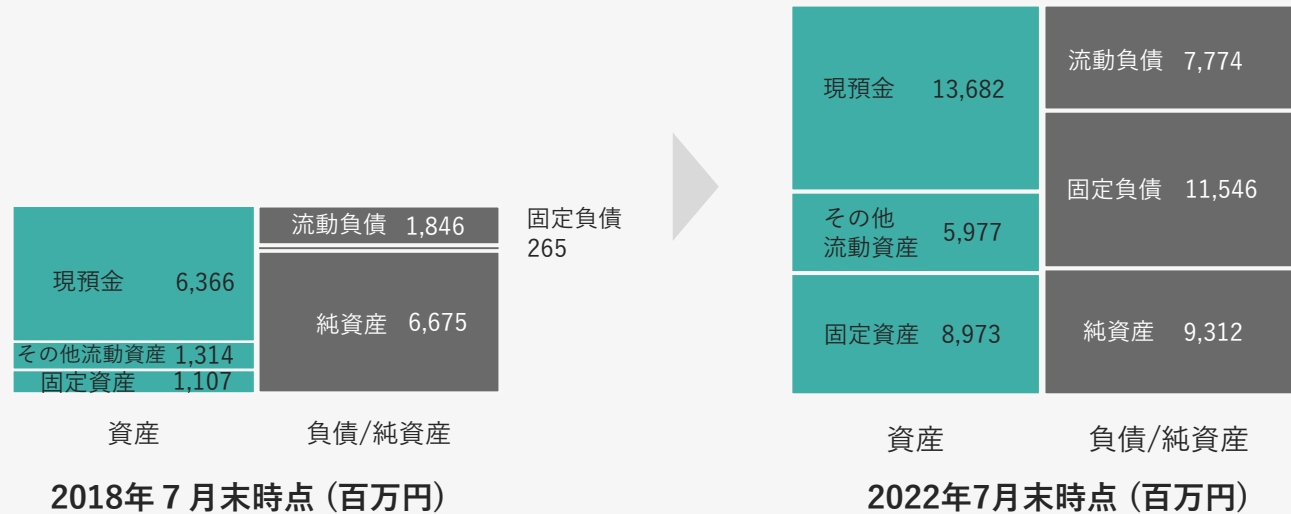 現預金 6,366
その他流動資産 1,314
固定資産 1,107
流動負債 1,846
固定負債
265
純資産 6,675
資産
負債/純資産
2018年７月末時点 (百万円)
現預金 13,682
その他
流動資産 5,977
固定資産 8,973
流動負債 7,774
固定負債 11,546
純資産 9,312
資産
負債/純資産
2022年7月末時点 (百万円)